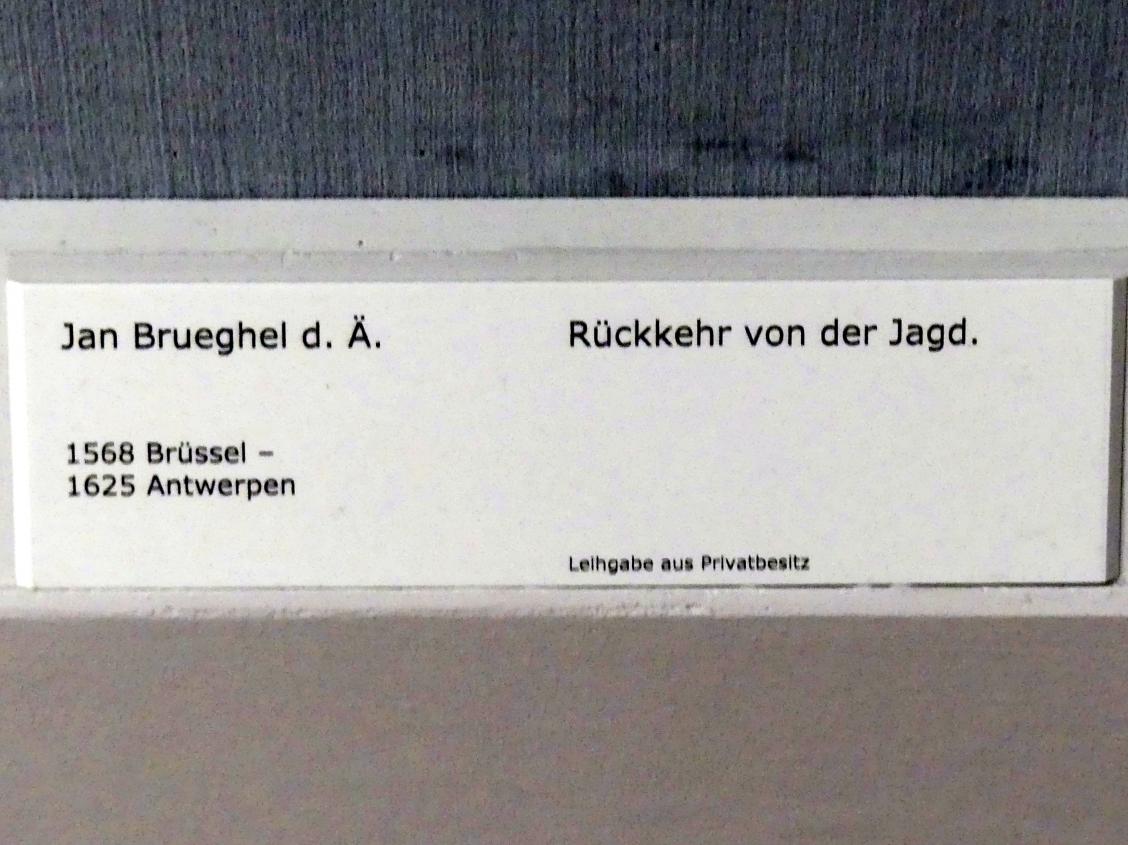 Jan Brueghel d. Ä.
1568 Brüssel –
1625 Antwerpen
Rückkehr von der Jagd.
Leihgabe aus Privatbesitz